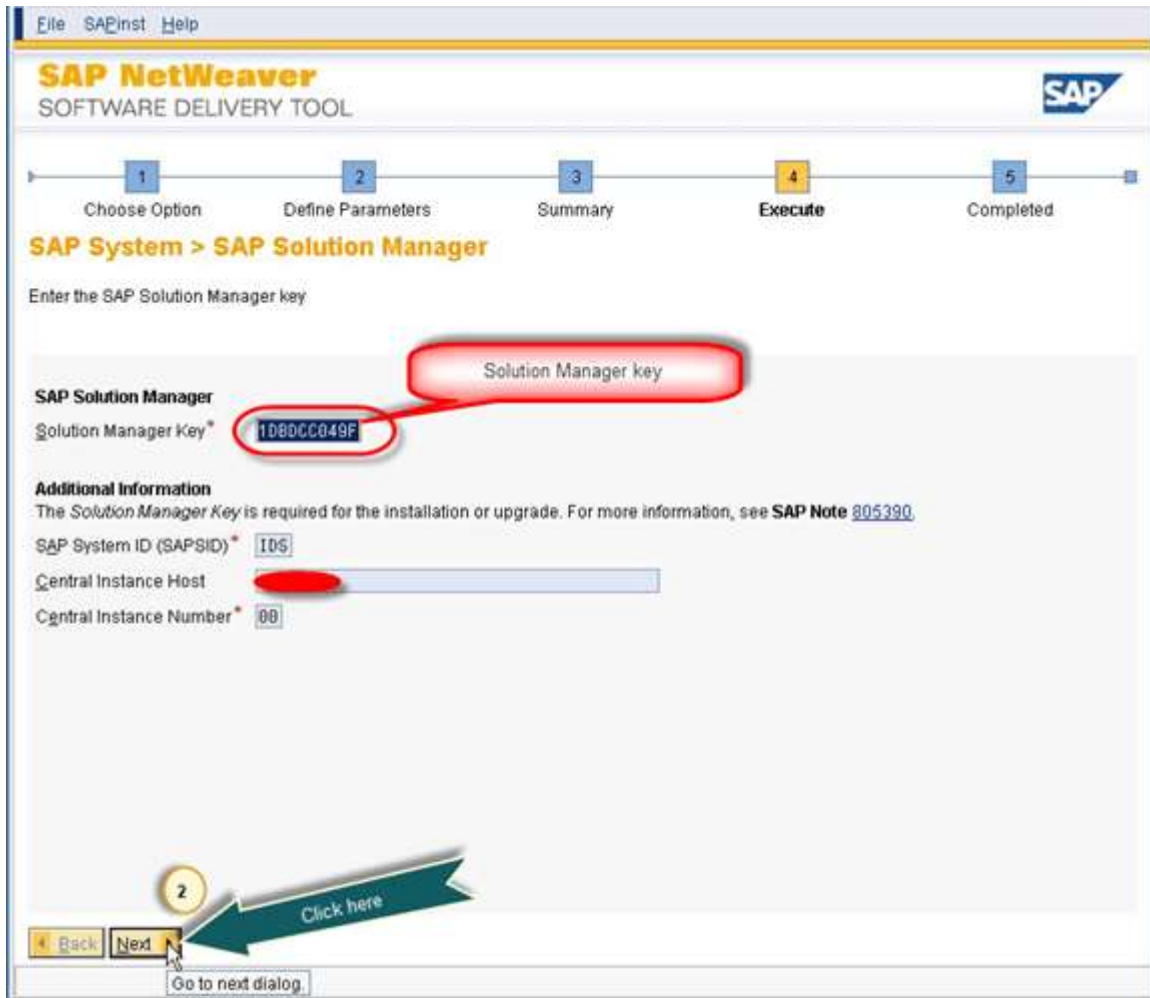 File SAPinst Help
SAP NetWeaver
SOFTWARE DELIVERY TOOL
SAP
1 2 3 4 5
Choose Option Define Parameters Summary Execute Completed
SAP System > SAP Solution Manager
Enter the SAP Solution Manager key
Solution Manager key
SAP Solution Manager
Solution Manager Key* 1DBDCC049F
Additional Information
The Solution Manager Key is required for the installation or upgrade. For more information, see SAP Note 805390.
SAP System ID (SAPSID)* IDS
Central Instance Host
Central Instance Number* 00
2
Click here
Back Next
Go to next dialog.